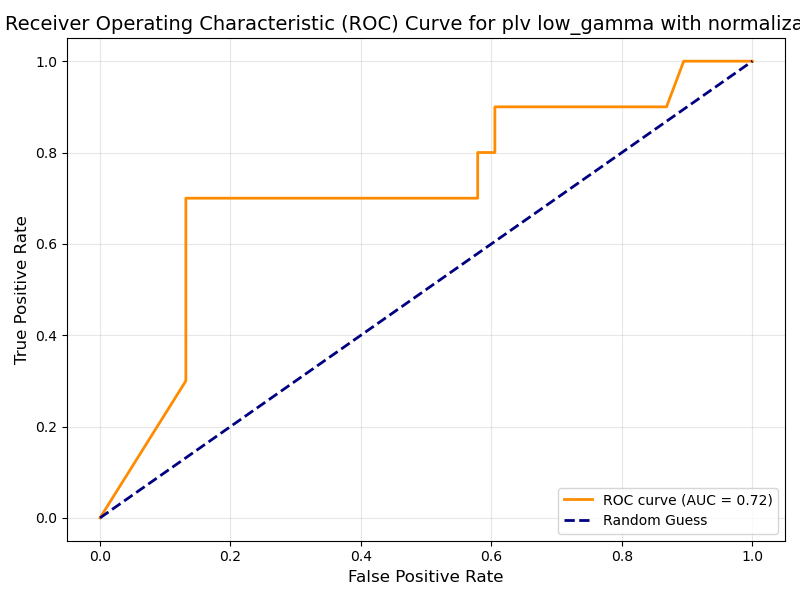 Receiver Operating Characteristic (ROC) Curve for plv low_gamma with normaliza
1.0
0.8
0.6
0.4
0.2
0.0
True Positive Rate
ROC curve (AUC = 0.72)
Random Guess
0.0 0.2 0.4 0.6 0.8 1.0
False Positive Rate